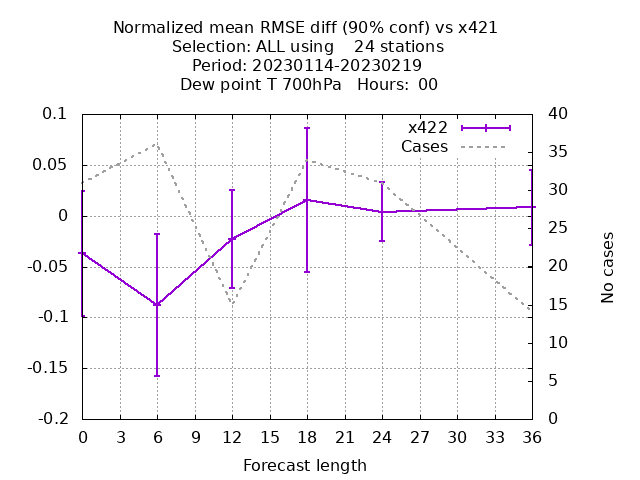 Normalized mean RMSE diff (90% conf) vs x421
Selection: ALL using    24 stations
Period: 20230114-20230219
Dew point T 700hPa   Hours:  00
x422
Cases
0.1
0.05
0
-0.05
-0.1
-0.15
-0.2
40
35
30
25
20
15
10
5
0
No cases
0 3 6 9 12 15 18 21 24 27 30 33 36
Forecast length